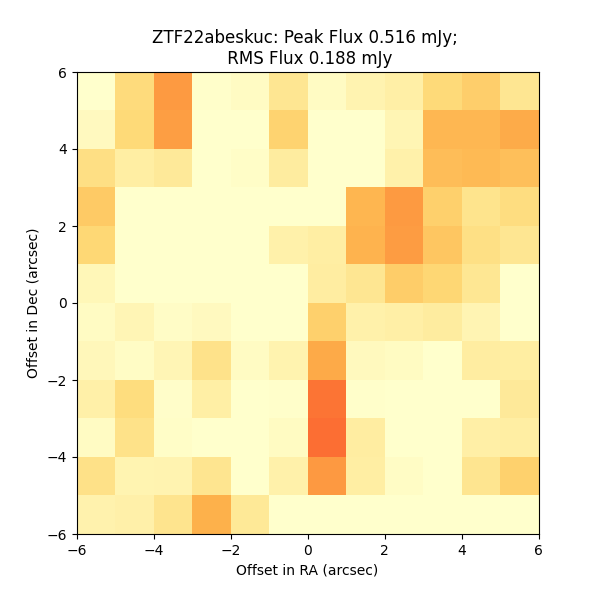 ZTF22abeskuc: Peak Flux 0.516 mJy;
RMS Flux 0.188 mJy
6
4
2
0
−2
−4
−6
Offset in Dec (arcsec)
−6 −4 −2 0 2 4 6
Offset in RA (arcsec)